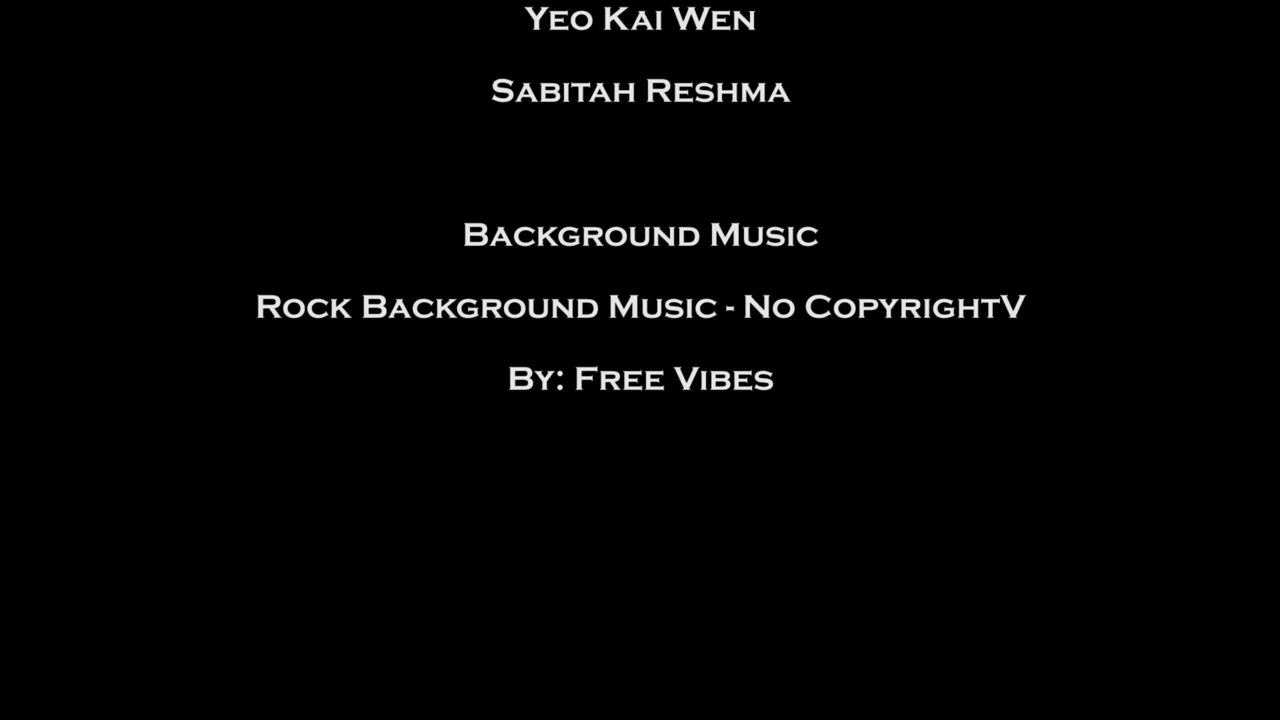 Yeo Kai Wen
Sabitah Reshma
Background Music
Rock Background Music - No CopyrightV
By: Free Vibes